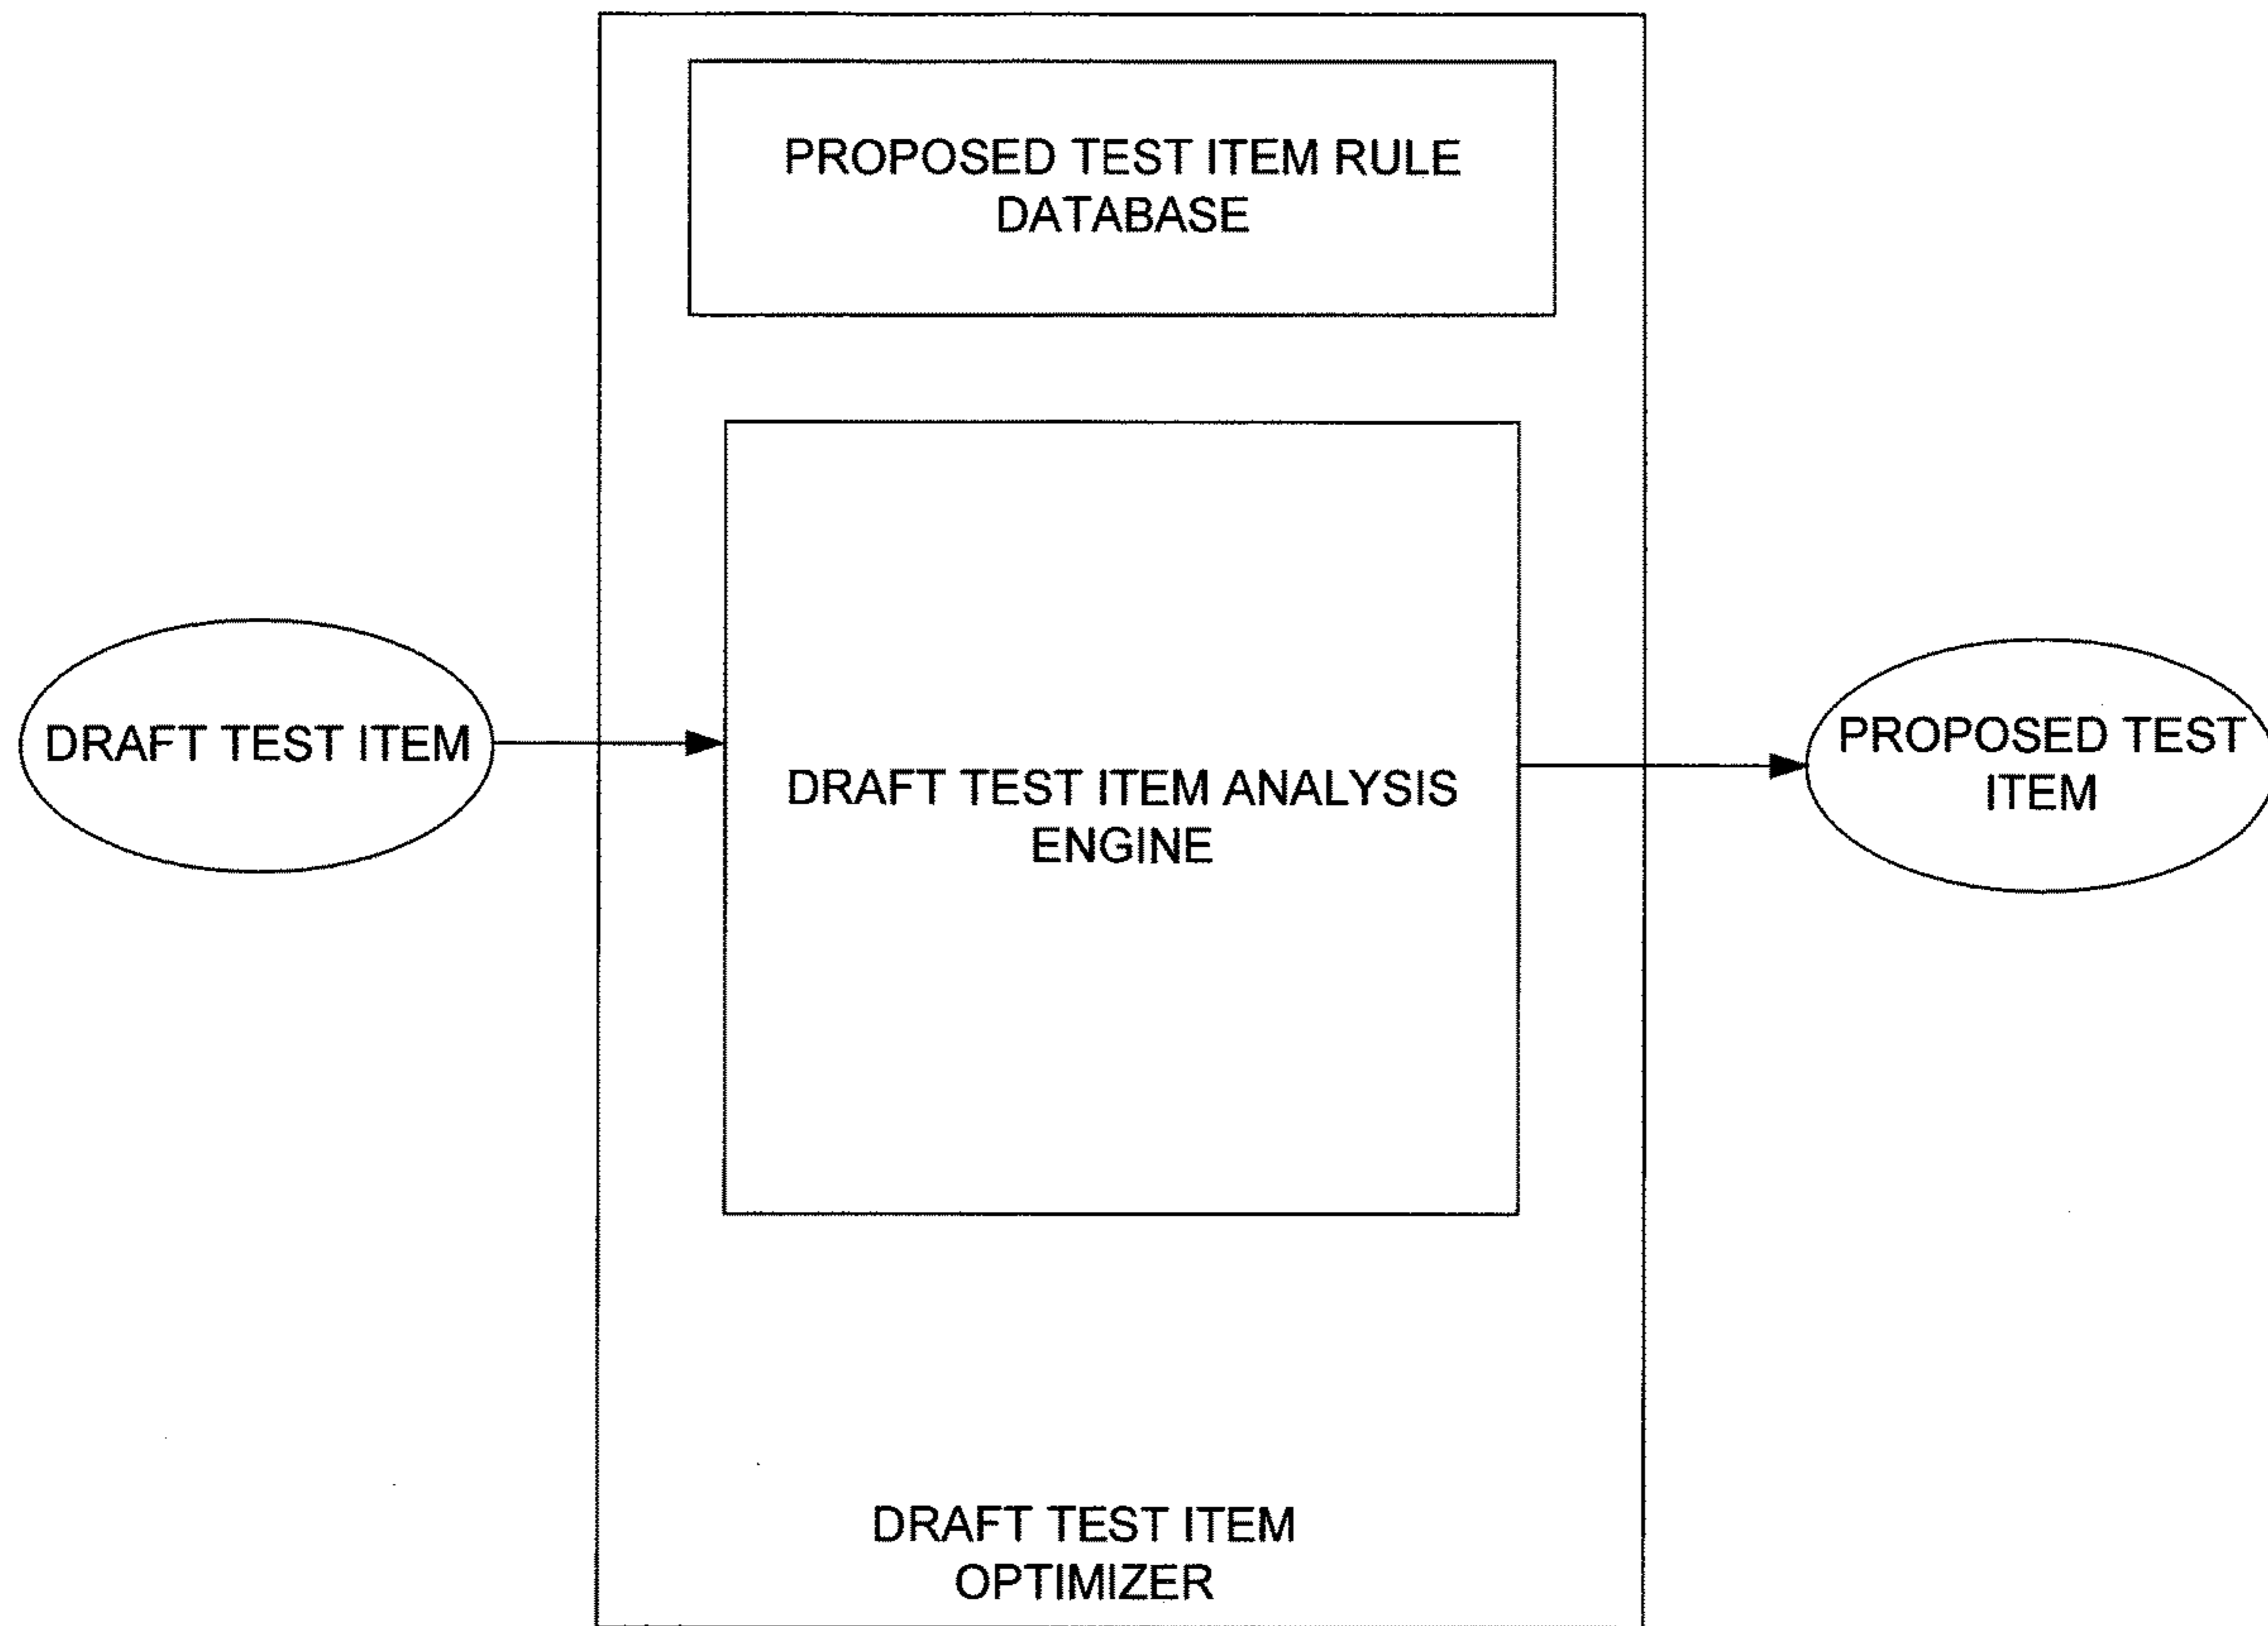 PROPOSED TEST ITEM RULE
DATABASE
DRAFT TEST ITEM
DRAFT TEST ITEM ANALYSIS
ENGINE
PROPOSED TEST
ITEM
DRAFT TEST ITEM
OPTIMIZER